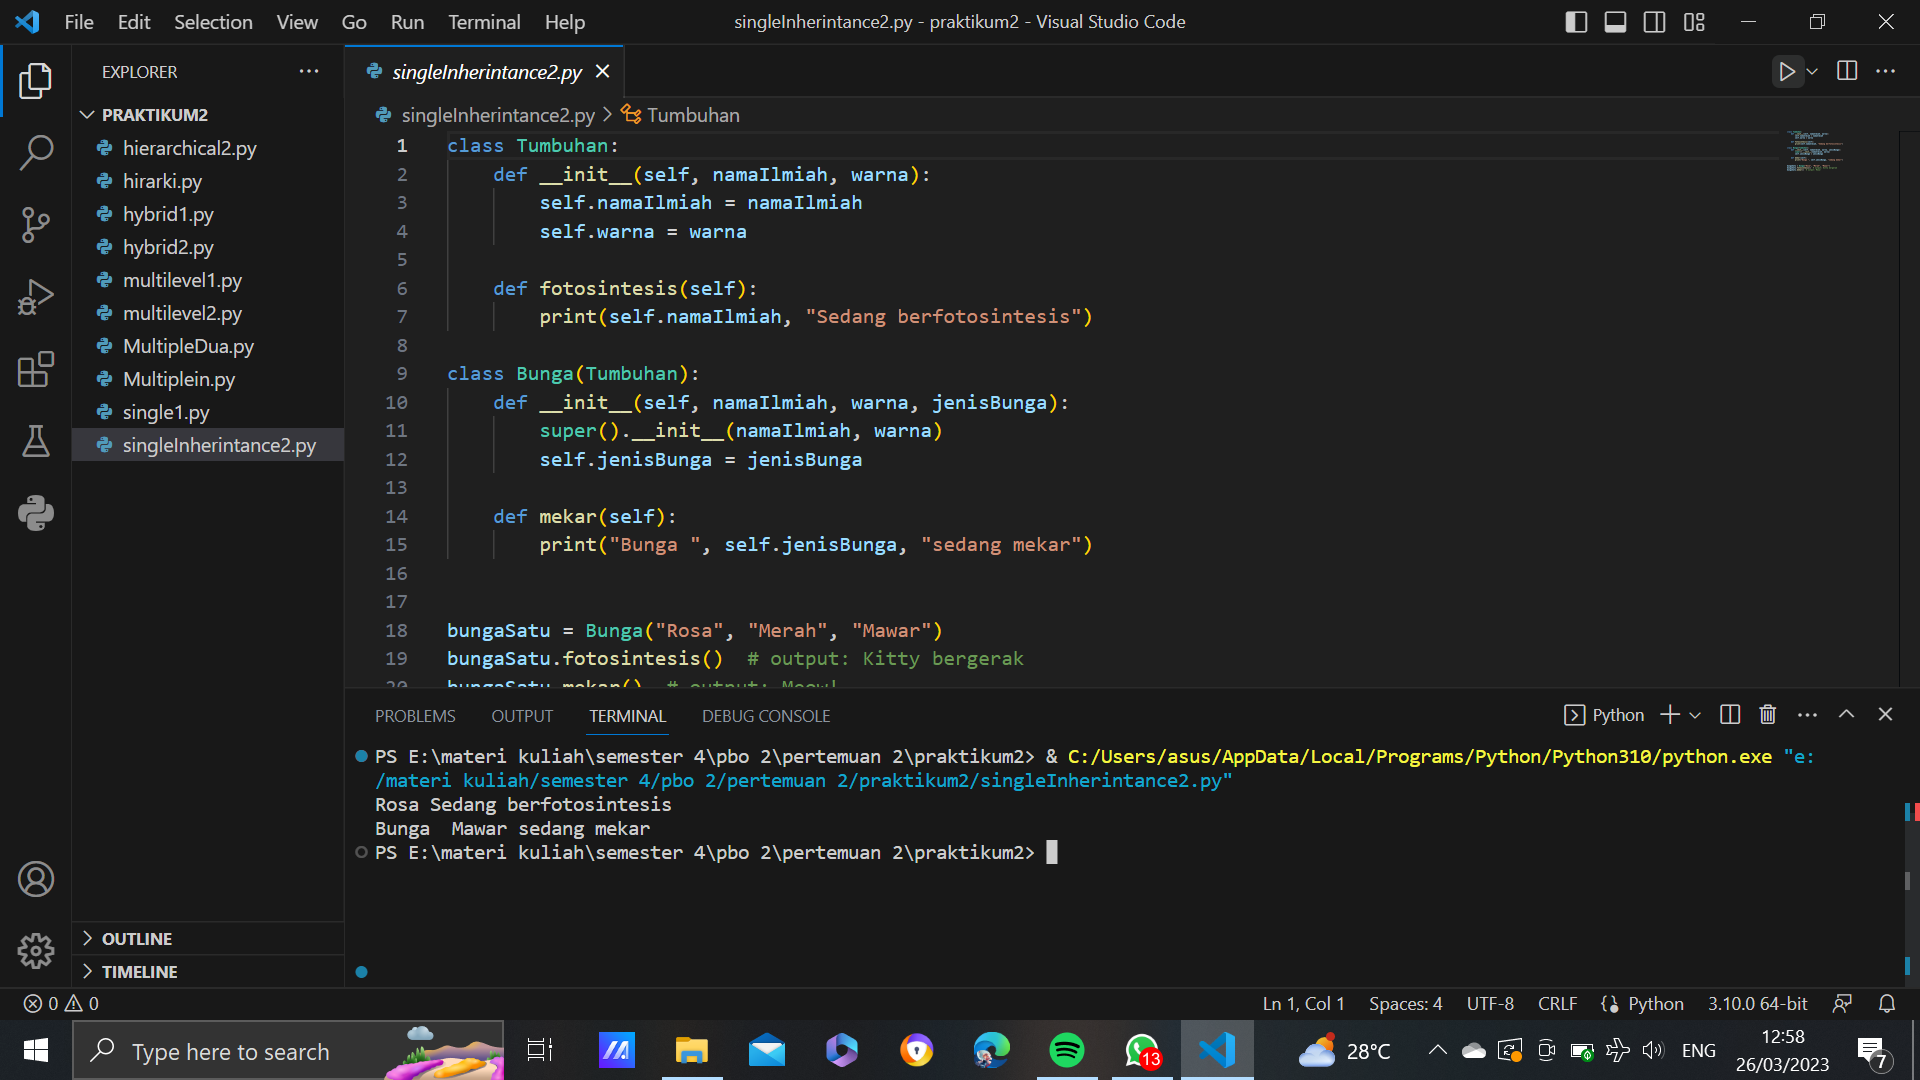 File Edit Selection View Go Run Terminal Help
singleInherintance2.py - praktikum2 - Visual Studio Code
EXPLORER
PRAKTIKUM2
hierarchical2.py
hirarki.py
hybrid1.py
hybrid2.py
multilevel1.py
multilevel2.py
MultipleDua.py
Multiplein.py
single1.py
singleInherintance2.py
OUTLINE
TIMELINE
singleInherintance2.py
singleInherintance2.py > Tumbuhan
1 class Tumbuhan:
2     def __init__(self, namaIlmiah, warna):
3         self.namaIlmiah = namaIlmiah
4         self.warna = warna
5
6     def fotosintesis(self):
7         print(self.namaIlmiah, "Sedang berfotosintesis")
8
9 class Bunga(Tumbuhan):
10     def __init__(self, namaIlmiah, warna, jenisBunga):
11         super().__init__(namaIlmiah, warna)
12         self.jenisBunga = jenisBunga
13
14     def mekar(self):
15         print("Bunga ", self.jenisBunga, "sedang mekar")
16
17
18 bungaSatu = Bunga("Rosa", "Merah", "Mawar")
19 bungaSatu.fotosintesis()  # output: Kitty bergerak
20 bungaSatu.mekar()  # output: Meow!
PROBLEMS OUTPUT TERMINAL DEBUG CONSOLE
Python
PS E:\materi kuliah\semester 4\pbo 2\pertemuan 2\praktikum2> & C:/Users/asus/AppData/Local/Programs/Python/Python310/python.exe "e:
/materi kuliah/semester 4/pbo 2/pertemuan 2/praktikum2/singleInherintance2.py"
Rosa Sedang berfotosintesis
Bunga  Mawar sedang mekar
PS E:\materi kuliah\semester 4\pbo 2\pertemuan 2\praktikum2>
0 0
Ln 1, Col 1 Spaces: 4 UTF-8 CRLF Python 3.10.0 64-bit
Type here to search
13
28°C
ENG
12:58
26/03/2023
7